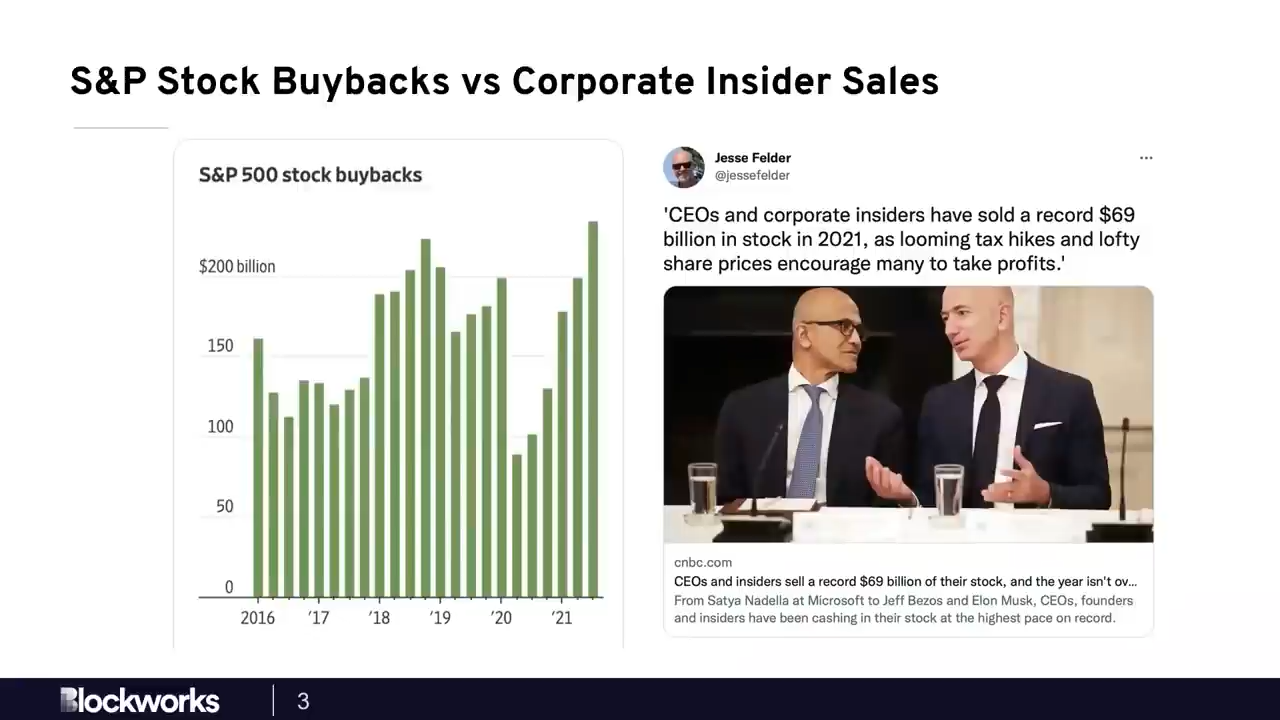 S&P Stock Buybacks vs Corporate Insider Sales
S&P 500 stock buybacks
$200 billion
150
100
50
0
2016 '17 '18 '19 '20 '21
Jesse Felder
@jessefelder
...
'CEOs and corporate insiders have sold a record $69
billion in stock in 2021, as looming tax hikes and lofty
share prices encourage many to take profits.'
cnbc.com
CEOs and insiders sell a record $69 billion of their stock, and the year isn't ov...
From Satya Nadella at Microsoft to Jeff Bezos and Elon Musk, CEOs, founders
and insiders have been cashing in their stock at the highest pace on record.
Blockworks 3